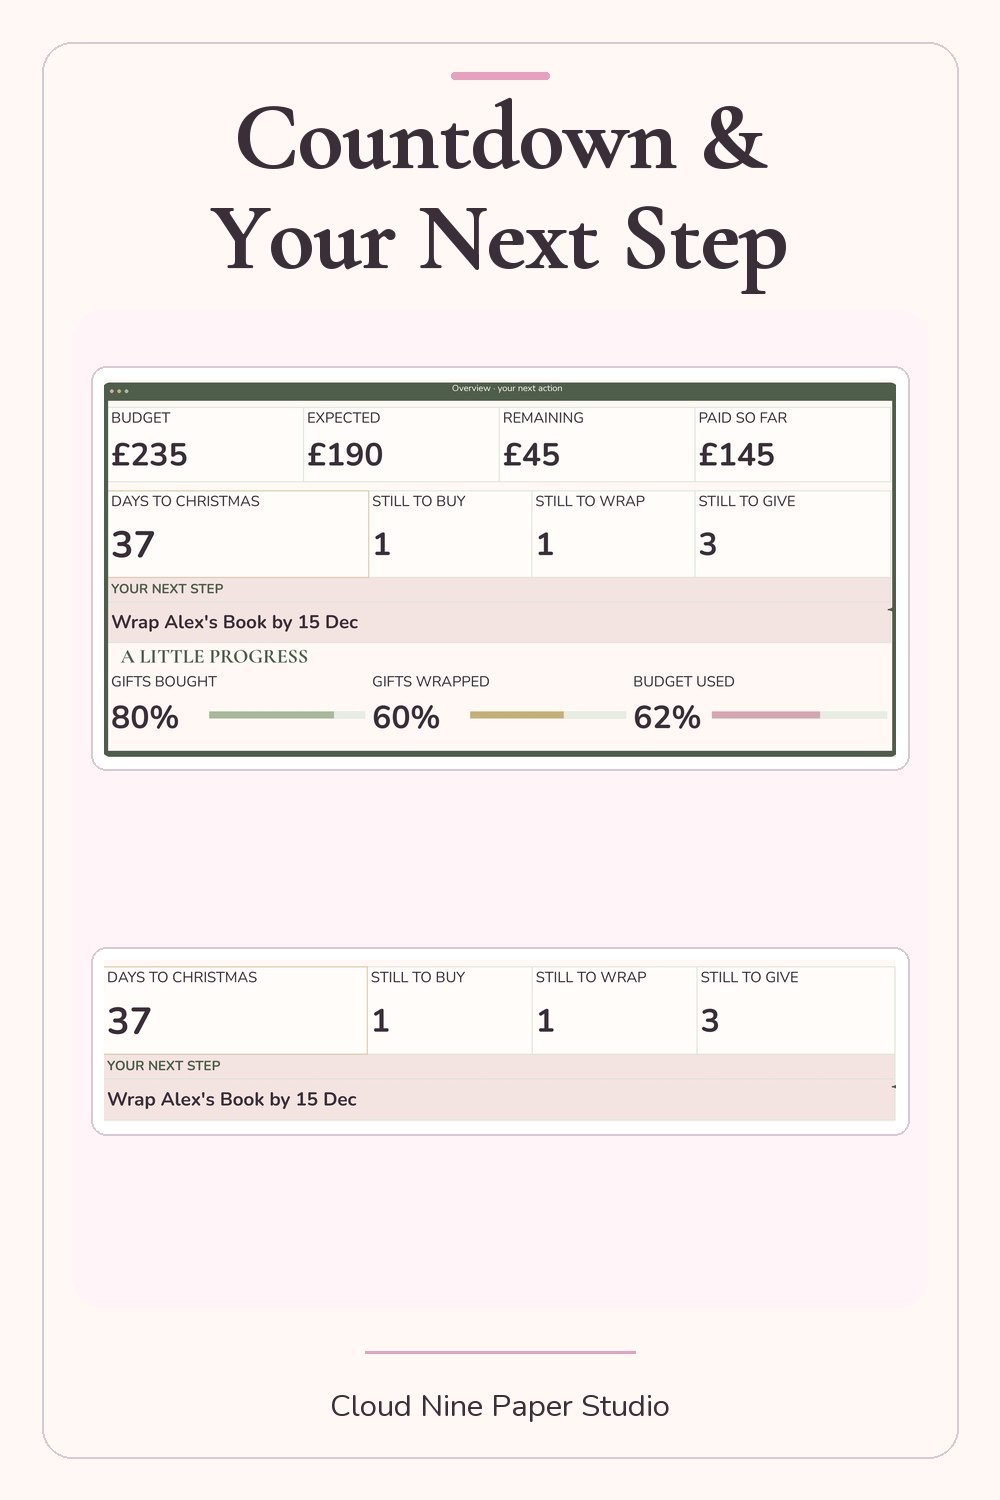 Countdown &
Your Next Step
Overview · your next action
BUDGET EXPECTED REMAINING PAID SO FAR
£235 £190 £45 £145
DAYS TO CHRISTMAS STILL TO BUY STILL TO WRAP STILL TO GIVE
37 1 1 3
YOUR NEXT STEP
Wrap Alex's Book by 15 Dec
A LITTLE PROGRESS
GIFTS BOUGHT GIFTS WRAPPED BUDGET USED
80% 60% 62%
DAYS TO CHRISTMAS STILL TO BUY STILL TO WRAP STILL TO GIVE
37 1 1 3
YOUR NEXT STEP
Wrap Alex's Book by 15 Dec
Cloud Nine Paper Studio